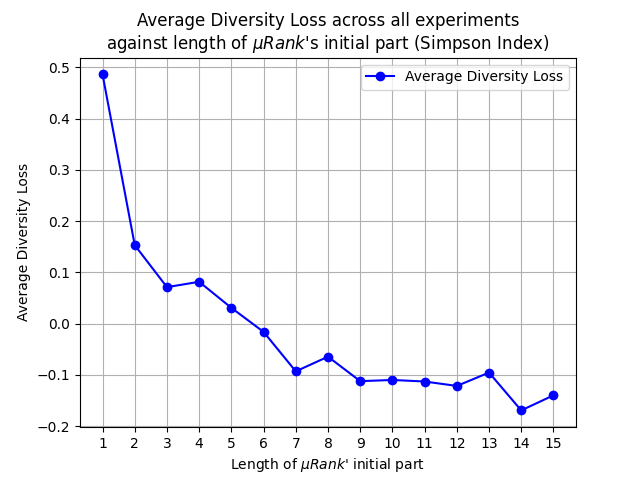 Average Diversity Loss across all experiments
against length of μRank's initial part (Simpson Index)
Average Diversity Loss
0.5
0.4
0.3
0.2
0.1
0.0
−0.1
−0.2
Average Diversity Loss
1 2 3 4 5 6 7 8 9 10 11 12 13 14 15
Length of μRank' initial part